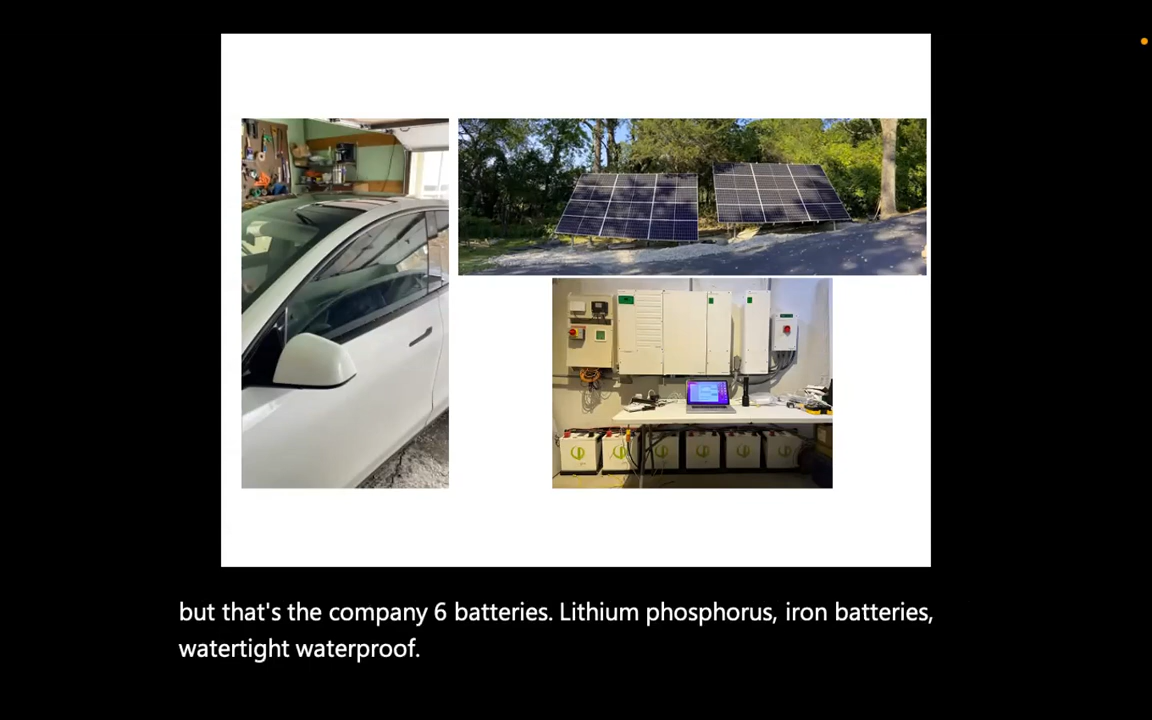 but that's the company 6 batteries. Lithium phosphorus, iron batteries,
watertight waterproof.